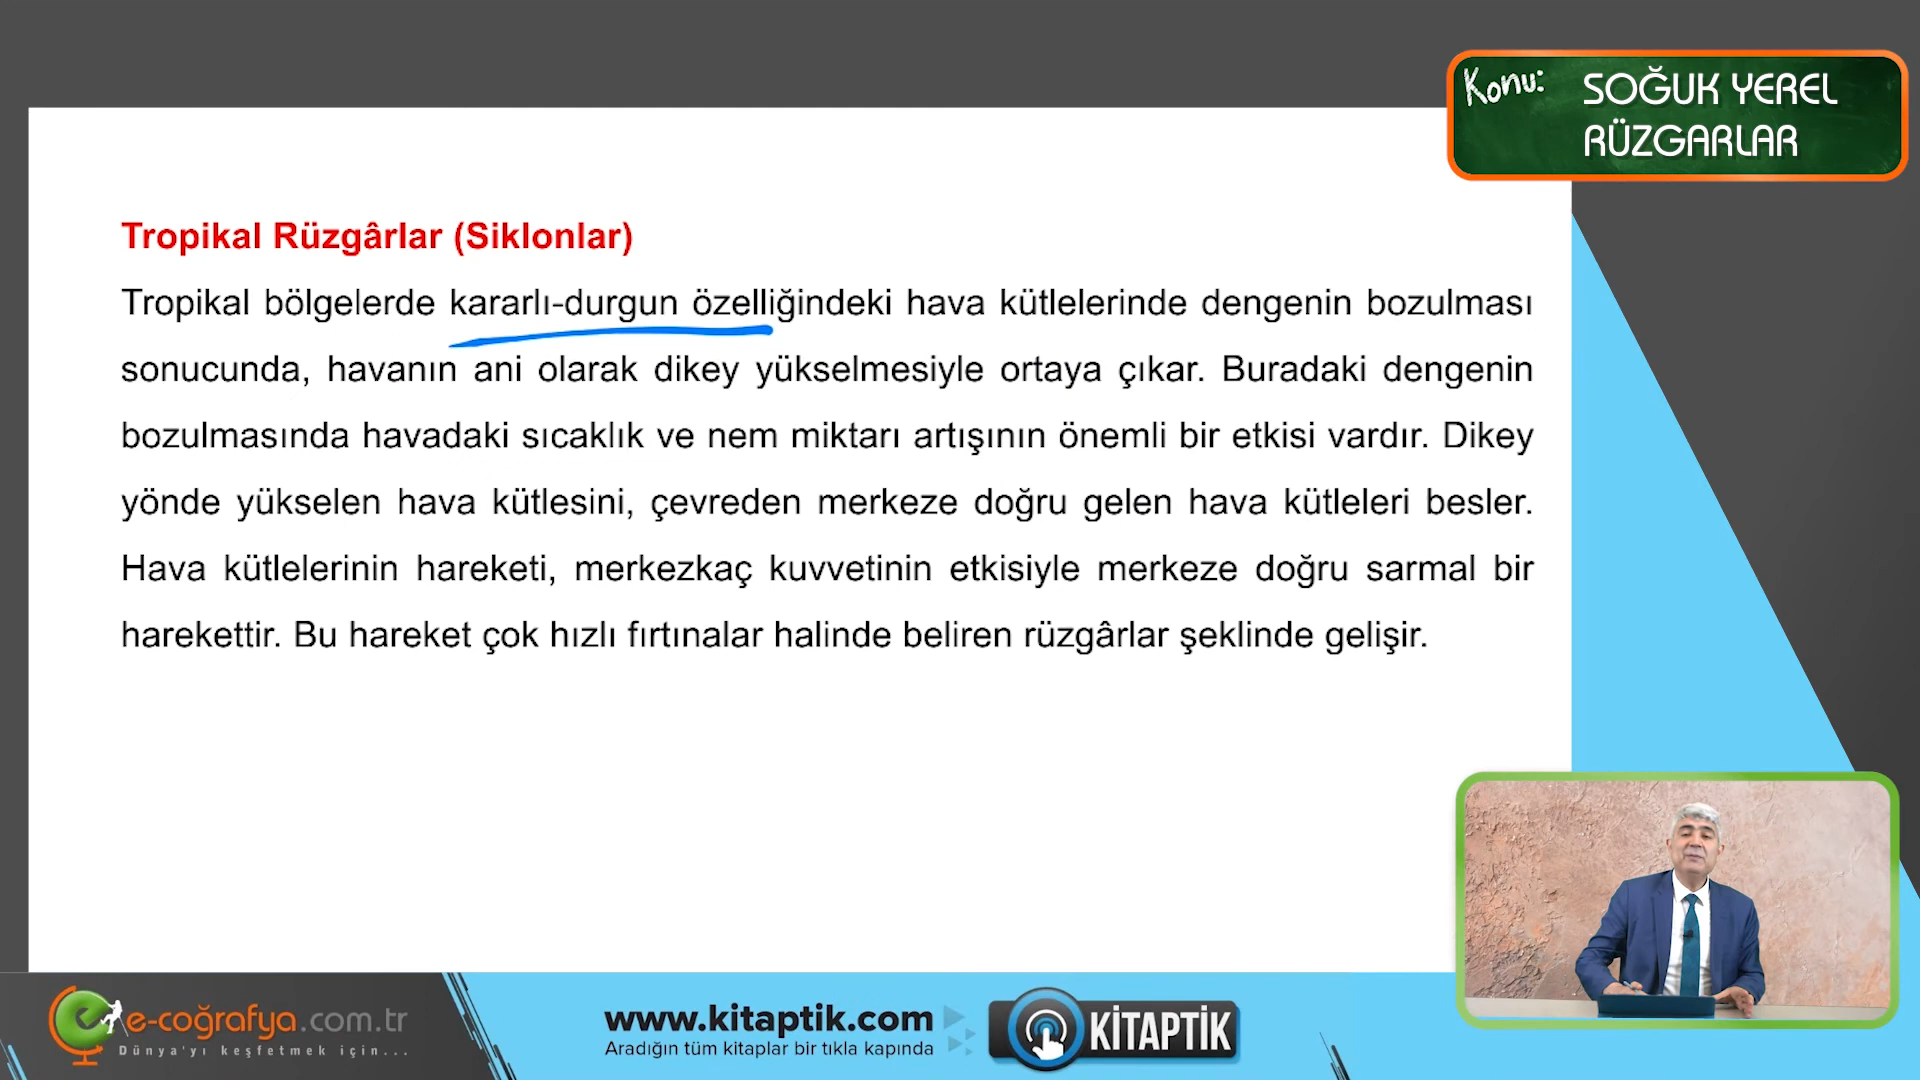 Konu: SOĞUK YEREL
RÜZGARLAR
Tropikal Rüzgârlar (Siklonlar)
Tropikal bölgelerde kararlı-durgun özelliğindeki hava kütlelerinde dengenin bozulması
sonucunda, havanın ani olarak dikey yükselmesiyle ortaya çıkar. Buradaki dengenin
bozulmasında havadaki sıcaklık ve nem miktarı artışının önemli bir etkisi vardır. Dikey
yönde yükselen hava kütlesini, çevreden merkeze doğru gelen hava kütleleri besler.
Hava kütlelerinin hareketi, merkezkaç kuvvetinin etkisiyle merkeze doğru sarmal bir
harekettir. Bu hareket çok hızlı fırtınalar halinde beliren rüzgârlar şeklinde gelişir.
e-coğrafya.com.tr
Dünya'yı keşfetmek için...
www.kitaptik.com
Aradığın tüm kitaplar bir tıkla kapında
KİTAPTIK